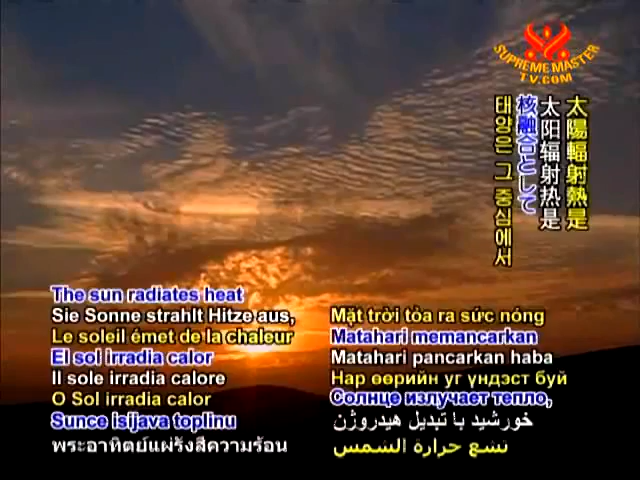 SUPREME MASTER
TV.COM
太陽輻射熱是
太阳辐射热是
核融合として
태양은 그 중심에서
The sun radiates heat
Sie Sonne strahlt Hitze aus,
Le soleil émet de la chaleur
El sol irradia calor
Il sole irradia calore
O Sol irradia calor
Sunce isijava toplinu
พระอาทิตย์แผ่รังสีความร้อน
Mặt trời tỏa ra sức nóng
Matahari memancarkan
Matahari pancarkan haba
Нар өөрийн уг үндэст буй
Солнце излучает тепло,
خورشید با تبدیل هیدروژن
تشع حرارة الشمس